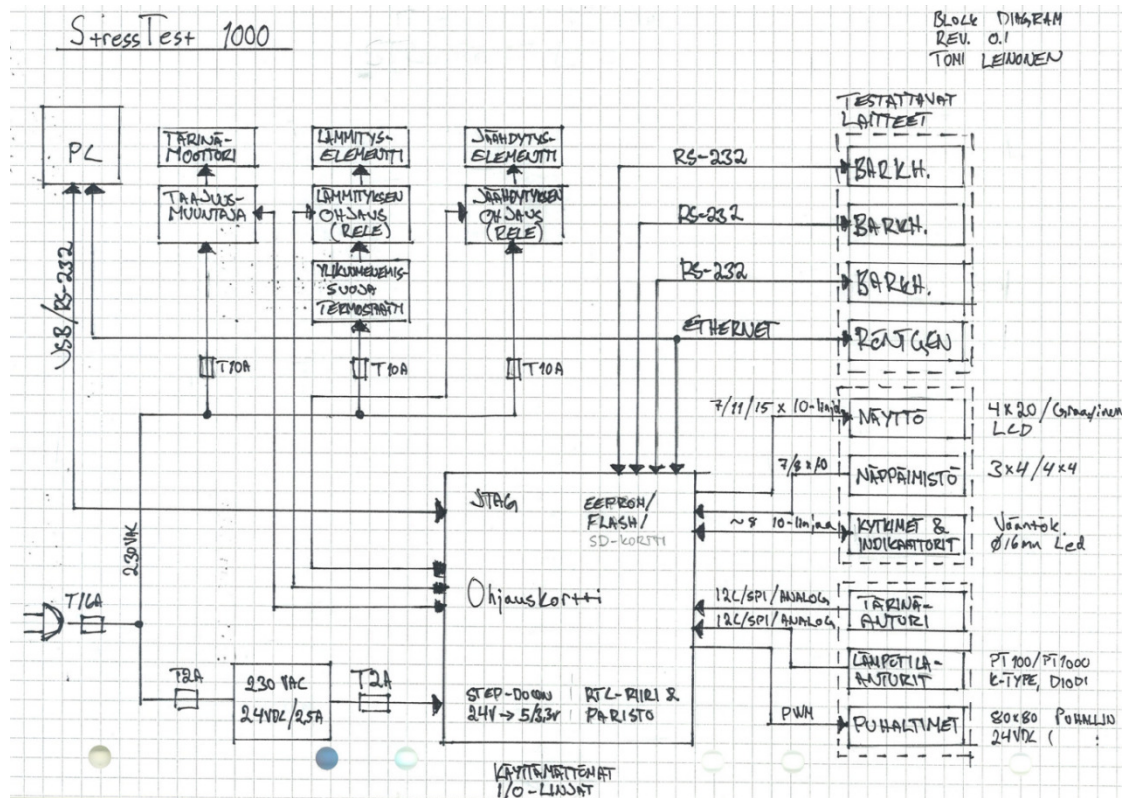 StressTest 1000
BLOCK DIAGRAM
REV. 0.1
TOMI LEINONEN
TESTATTAVAT
LAITTEET
PC
TÄRINÄ-
MOOTTORI
LÄMMITYS-
ELEMENTTI
JÄÄHDYTYS-
ELEMENTTI
RS-232
BARKH.
TAAJUUS-
MUUNTAJA
LÄMMITYKSEN
OHJAUS
(RELE)
JÄÄHDYTYKSEN
OHJAUS
(RELE)
RS-232
BARKH.
YLIKUUMENEMIS-
SUOJA
TERMOSTAATTI
RS-232
BARKH.
USB/RS-232
ETHERNET
RÖNTGEN
T10A
T10A
T10A
7/11/15 x IO-linja
NÄYTTÖ
4x20/Graafinen
LCD
7/8 x IO
NÄPPÄIMISTÖ
3x4/4x4
JTAG
EEPROM/
FLASH/
SD-KORTTI
~8 IO-linjaa
KYTKIMET &
INDIKAATTORIT
Vääntök.
Ø16mm Led
230VAC
T16A
Ohjauskortti
I2C/SPI/ANALOG
TÄRINÄ-
ANTURI
I2C/SPI/ANALOG
LÄMPÖTILA-
ANTURIT
PT100/PT1000
K-TYPE, DIODI
T2A
230 VAC
24VDC/2,5A
T2A
STEP-DOWN
24V → 5/3,3V
RTC-PIIRI &
PARISTO
PWM
PUHALTIMET
80x80 PUHALLIN
24VDC (
KÄYTTÄMÄTTÖMÄT
I/O-LINJAT